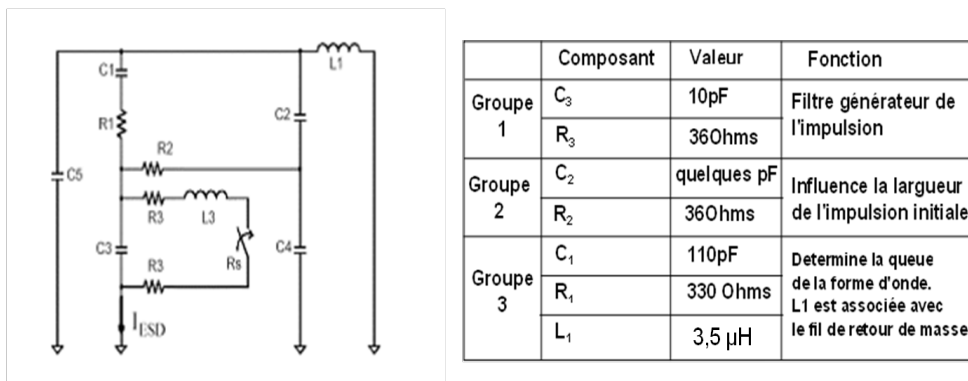 C1
R1
R2
C2
L1
C5
R3
L3
C3
R3
Rs
C4
I_ESD
Composant Valeur Fonction
Groupe 1
C₃ 10pF
R₃ 36Ohms
Filtre générateur de
l'impulsion
Groupe 2
C₂ quelques pF
R₂ 36Ohms
Influence la largueur
de l'impulsion initiale
Groupe 3
C₁ 110pF
R₁ 330 Ohms
L₁ 3,5 µH
Determine la queue
de la forme d'onde.
L1 est associée avec
le fil de retour de masse